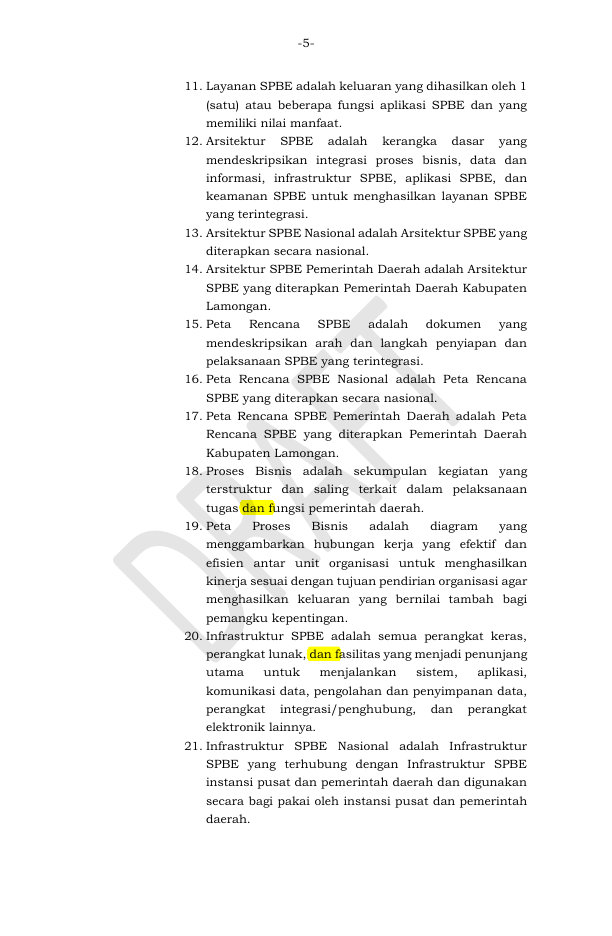 -5-
11. Layanan SPBE adalah keluaran yang dihasilkan oleh 1
(satu) atau beberapa fungsi aplikasi SPBE dan yang
memiliki nilai manfaat.
12. Arsitektur SPBE adalah kerangka dasar yang
mendeskripsikan integrasi proses bisnis, data dan
informasi, infrastruktur SPBE, aplikasi SPBE, dan
keamanan SPBE untuk menghasilkan layanan SPBE
yang terintegrasi.
13. Arsitektur SPBE Nasional adalah Arsitektur SPBE yang
diterapkan secara nasional.
14. Arsitektur SPBE Pemerintah Daerah adalah Arsitektur
SPBE yang diterapkan Pemerintah Daerah Kabupaten
Lamongan.
15. Peta Rencana SPBE adalah dokumen yang
mendeskripsikan arah dan langkah penyiapan dan
pelaksanaan SPBE yang terintegrasi.
16. Peta Rencana SPBE Nasional adalah Peta Rencana
SPBE yang diterapkan secara nasional.
17. Peta Rencana SPBE Pemerintah Daerah adalah Peta
Rencana SPBE yang diterapkan Pemerintah Daerah
Kabupaten Lamongan.
18. Proses Bisnis adalah sekumpulan kegiatan yang
terstruktur dan saling terkait dalam pelaksanaan
tugas dan fungsi pemerintah daerah.
19. Peta Proses Bisnis adalah diagram yang
menggambarkan hubungan kerja yang efektif dan
efisien antar unit organisasi untuk menghasilkan
kinerja sesuai dengan tujuan pendirian organisasi agar
menghasilkan keluaran yang bernilai tambah bagi
pemangku kepentingan.
20. Infrastruktur SPBE adalah semua perangkat keras,
perangkat lunak, dan fasilitas yang menjadi penunjang
utama untuk menjalankan sistem, aplikasi,
komunikasi data, pengolahan dan penyimpanan data,
perangkat integrasi/penghubung, dan perangkat
elektronik lainnya.
21. Infrastruktur SPBE Nasional adalah Infrastruktur
SPBE yang terhubung dengan Infrastruktur SPBE
instansi pusat dan pemerintah daerah dan digunakan
secara bagi pakai oleh instansi pusat dan pemerintah
daerah.
DRAFT